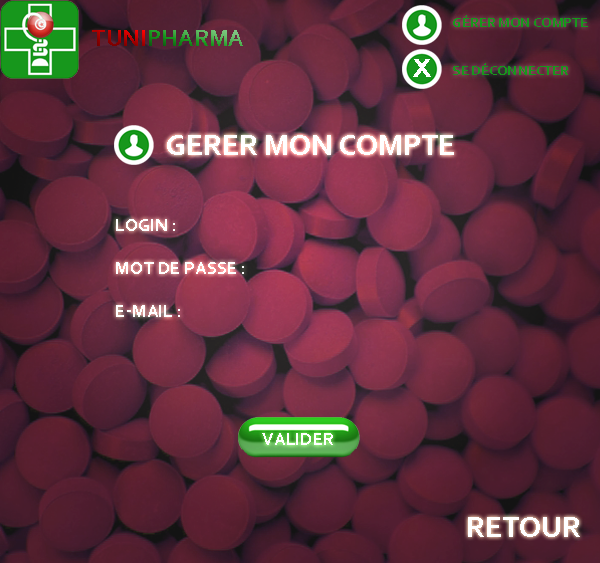 TUNIPHARMA
GÉRER MON COMPTE
SE DÉCONNECTER
GERER MON COMPTE
LOGIN :
MOT DE PASSE :
E-MAIL :
VALIDER
RETOUR